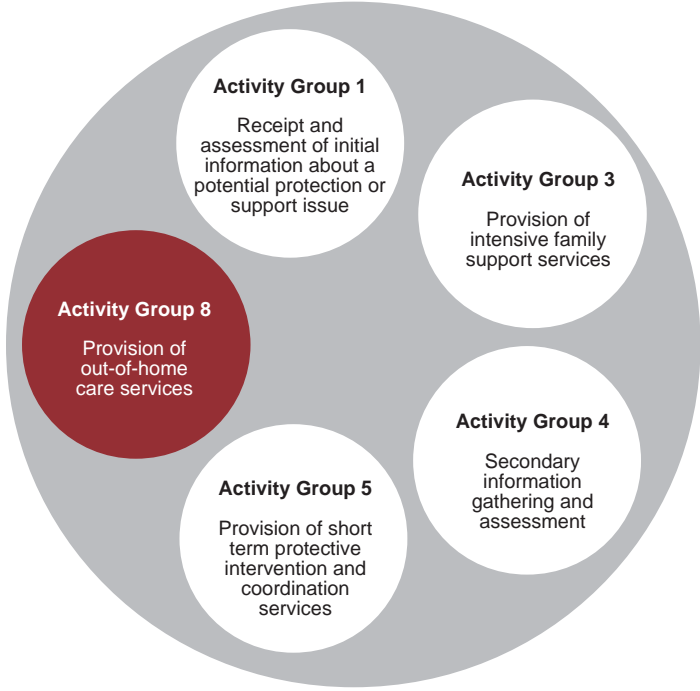 Activity Group 1
Receipt and
assessment of initial
information about a
potential protection or
support issue
Activity Group 3
Provision of
intensive family
support services
Activity Group 8
Provision of
out-of-home
care services
Activity Group 4
Secondary
information
gathering and
assessment
Activity Group 5
Provision of short
term protective
intervention and
coordination
services